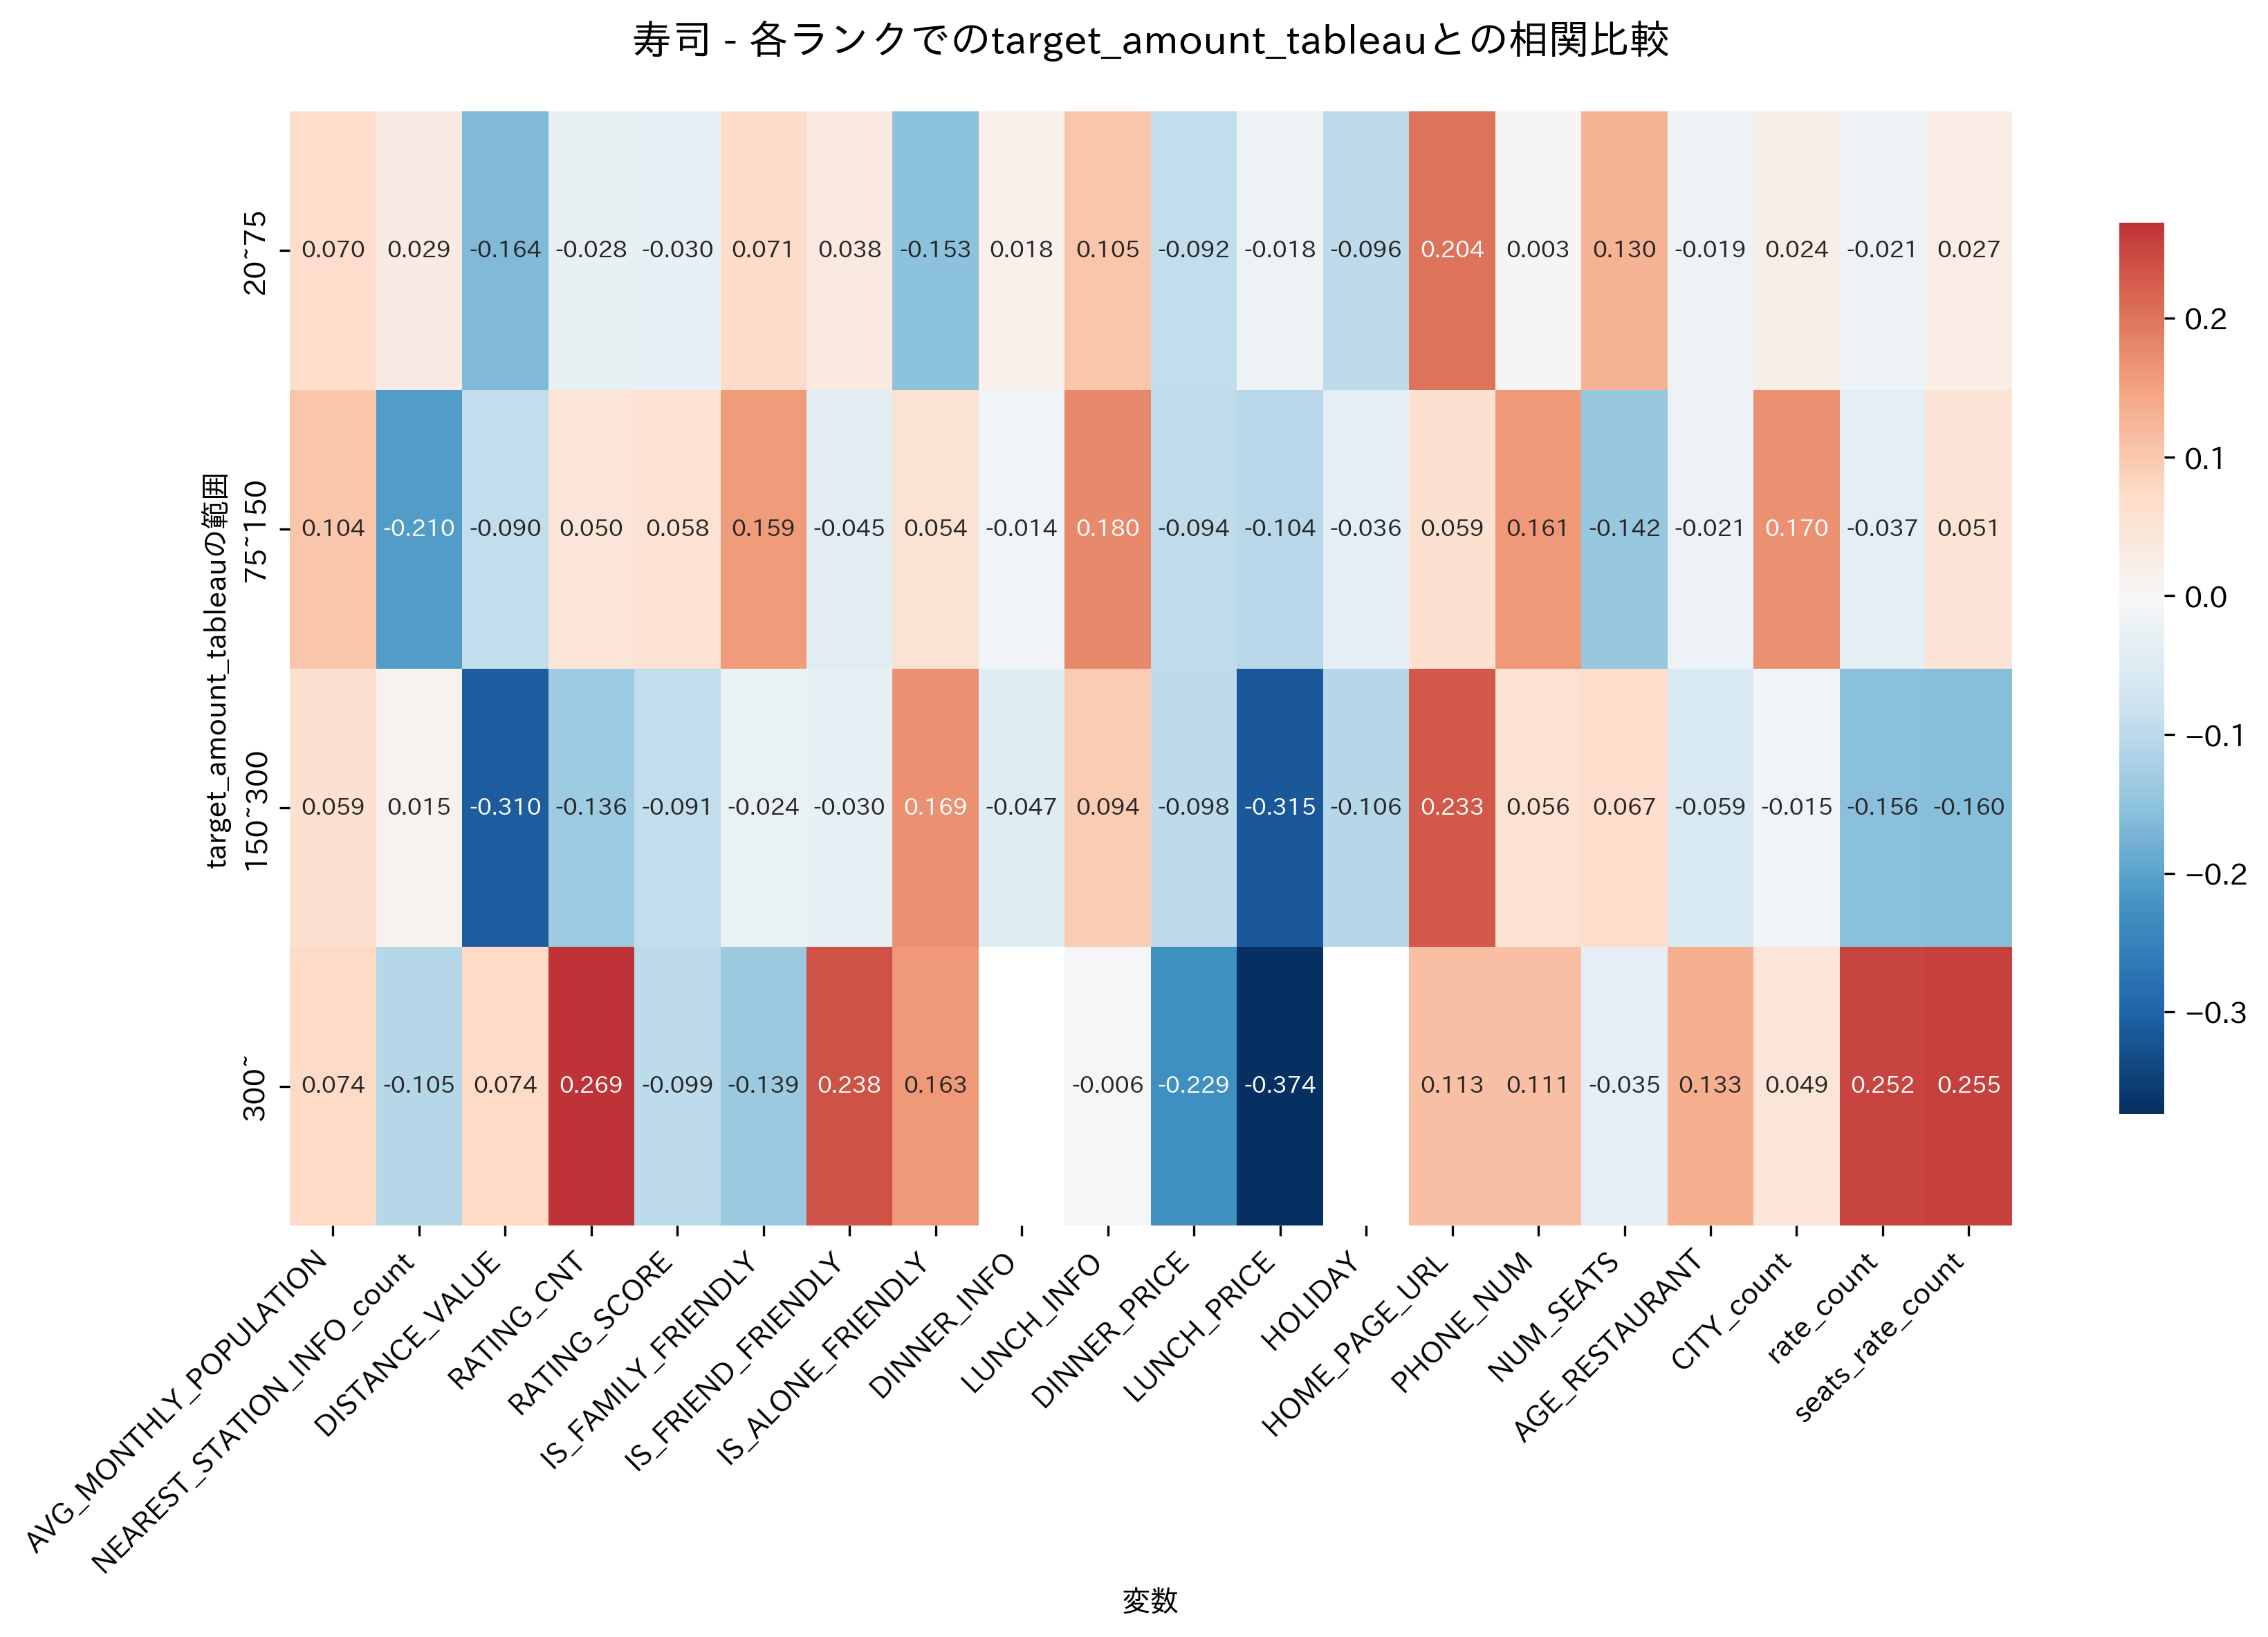 寿司 - 各ランクでのtarget_amount_tableauとの相関比較
target_amount_tableauの範囲
20~75
0.070 0.029 -0.164 -0.028 -0.030 0.071 0.038 -0.153 0.018 0.105 -0.092 -0.018 -0.096 0.204 0.003 0.130 -0.019 0.024 -0.021 0.027
75~150
0.104 -0.210 -0.090 0.050 0.058 0.159 -0.045 0.054 -0.014 0.180 -0.094 -0.104 -0.036 0.059 0.161 -0.142 -0.021 0.170 -0.037 0.051
150~300
0.059 0.015 -0.310 -0.136 -0.091 -0.024 -0.030 0.169 -0.047 0.094 -0.098 -0.315 -0.106 0.233 0.056 0.067 -0.059 -0.015 -0.156 -0.160
300~
0.074 -0.105 0.074 0.269 -0.099 -0.139 0.238 0.163 -0.006 -0.229 -0.374 0.113 0.111 -0.035 0.133 0.049 0.252 0.255
AVG_MONTHLY_POPULATION
NEAREST_STATION_INFO_count
DISTANCE_VALUE
RATING_CNT
RATING_SCORE
IS_FAMILY_FRIENDLY
IS_FRIEND_FRIENDLY
IS_ALONE_FRIENDLY
DINNER_INFO
LUNCH_INFO
DINNER_PRICE
LUNCH_PRICE
HOLIDAY
HOME_PAGE_URL
PHONE_NUM
NUM_SEATS
AGE_RESTAURANT
CITY_count
rate_count
seats_rate_count
変数
0.2
0.1
0.0
−0.1
−0.2
−0.3